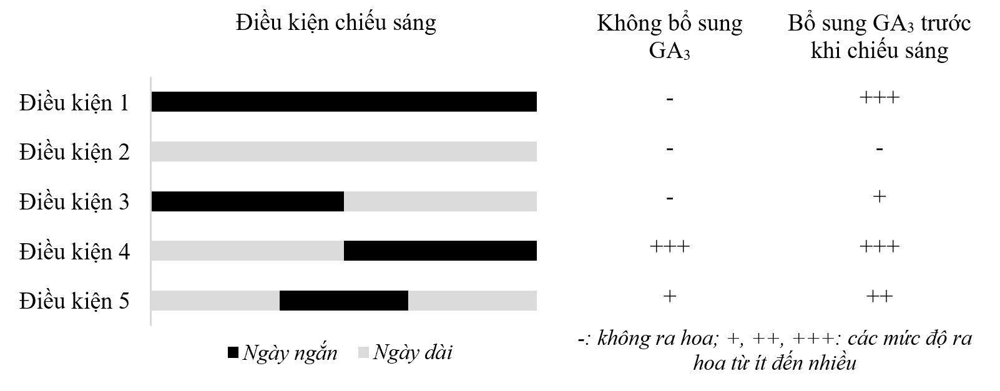 Điều kiện chiếu sáng
Không bổ sung
GA₃
Bổ sung GA₃ trước
khi chiếu sáng
Điều kiện 1 - +++
Điều kiện 2 - -
Điều kiện 3 - +
Điều kiện 4 +++ +++
Điều kiện 5 + ++
Ngày ngắn Ngày dài
-: không ra hoa; +, ++, +++: các mức độ ra
hoa từ ít đến nhiều